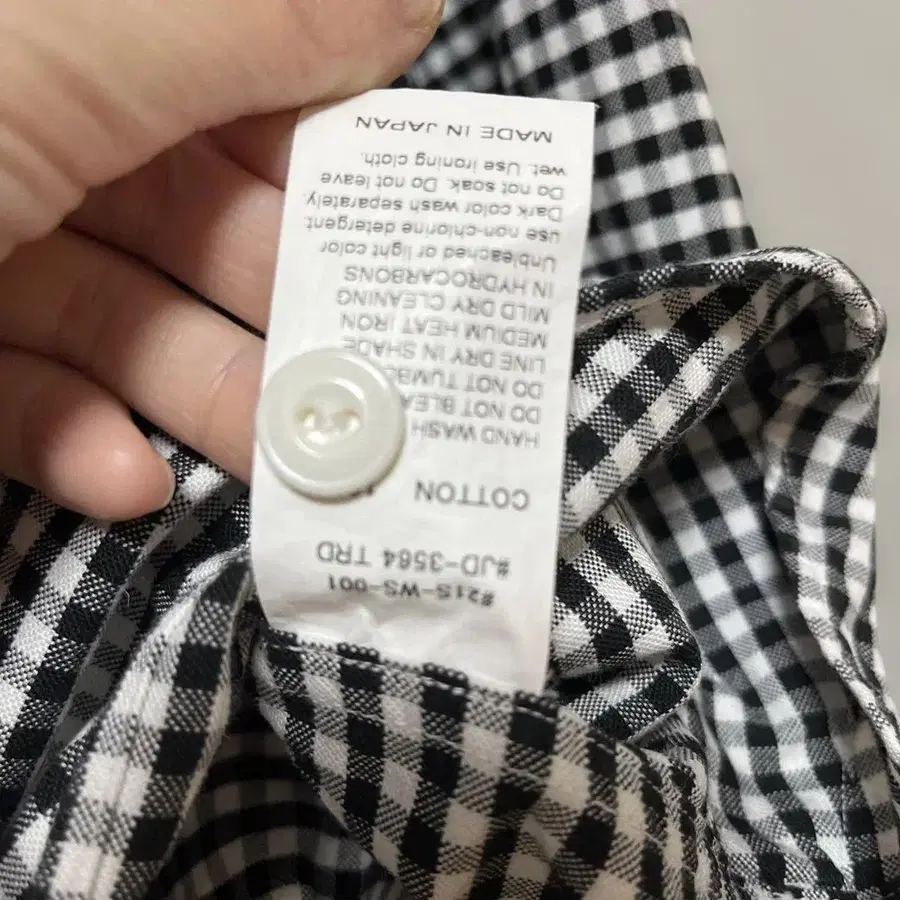 #21S-WS-001
#JD-3564 TRD
COTTON
HAND WASH
DO NOT
DO NOT
LINE DRY IN SHADE
MEDIUM HEAT IRON
MILD DRY CLEANING
IN HYDROCARBONS
Unbleached or light color
use non-chlorine detergent.
Dark color wash separately.
Do not soak. Do not leave
wet. Use ironing cloth.
MADE IN JAPAN